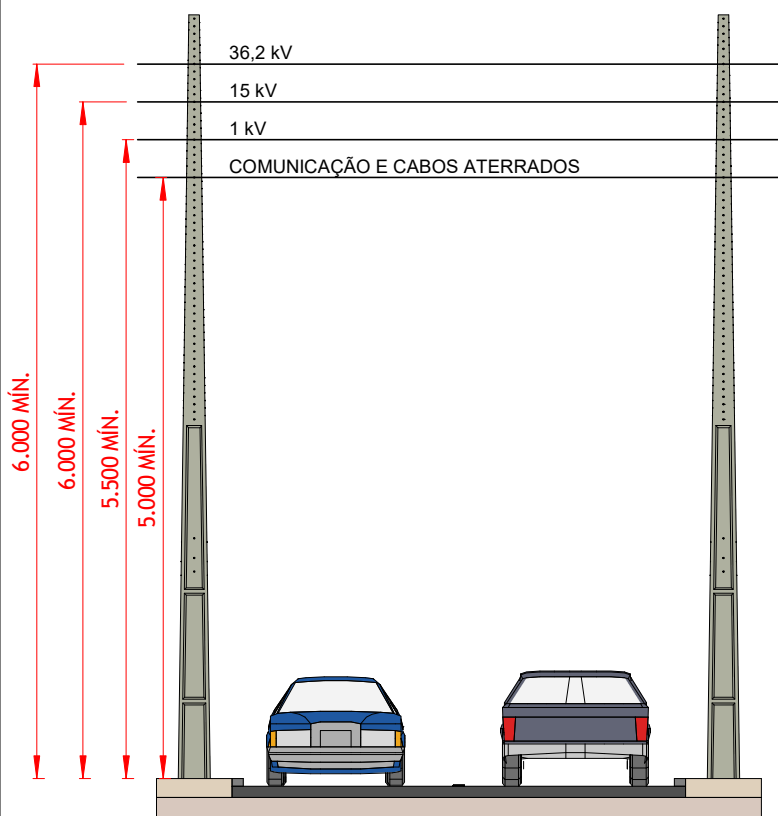 36,2 kV
15 kV
1 kV
COMUNICAÇÃO E CABOS ATERRADOS
6.000 MÍN.
6.000 MÍN.
5.500 MÍN.
5.000 MÍN.